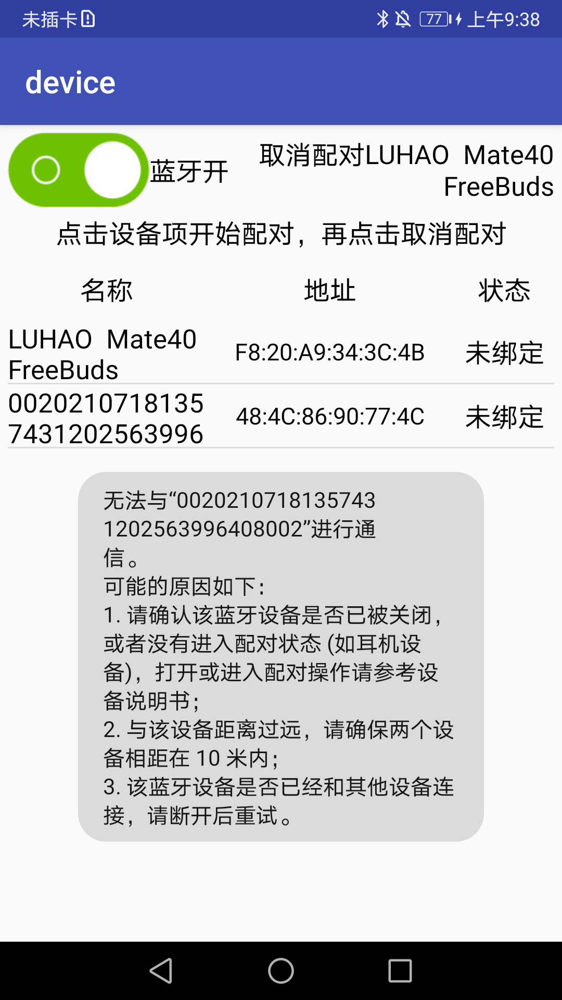 未插卡
77 上午9:38
device
蓝牙开
取消配对LUHAO Mate40
FreeBuds
点击设备项开始配对，再点击取消配对
名称 地址 状态
LUHAO Mate40
FreeBuds
F8:20:A9:34:3C:4B
未绑定
0020210718135
7431202563996
48:4C:86:90:77:4C
未绑定
无法与“0020210718135743
1202563996408002”进行通
信。
可能的原因如下：
1. 请确认该蓝牙设备是否已被关闭，
或者没有进入配对状态 (如耳机设
备)，打开或进入配对操作请参考设
备说明书；
2. 与该设备距离过远，请确保两个设
备相距在 10 米内；
3. 该蓝牙设备是否已经和其他设备连
接，请断开后重试。